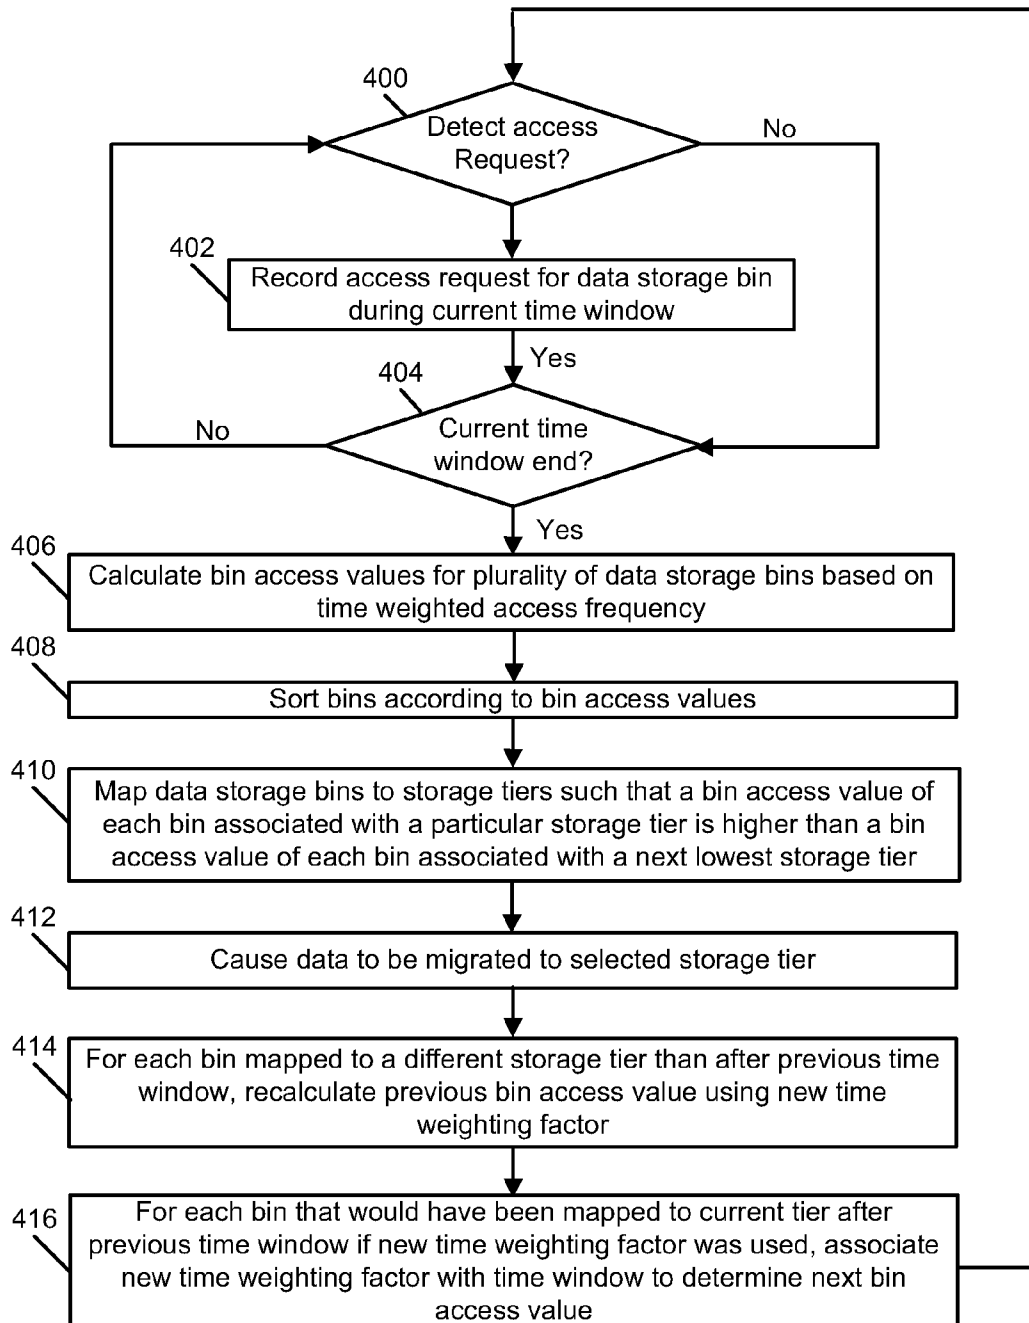 400
Detect access
Request?
No
402
Record access request for data storage bin
during current time window
Yes
404
No
Current time
window end?
Yes
406
Calculate bin access values for plurality of data storage bins based on
time weighted access frequency
408
Sort bins according to bin access values
410
Map data storage bins to storage tiers such that a bin access value of
each bin associated with a particular storage tier is higher than a bin
access value of each bin associated with a next lowest storage tier
412
Cause data to be migrated to selected storage tier
414
For each bin mapped to a different storage tier than after previous time
window, recalculate previous bin access value using new time
weighting factor
416
For each bin that would have been mapped to current tier after
previous time window if new time weighting factor was used, associate
new time weighting factor with time window to determine next bin
access value